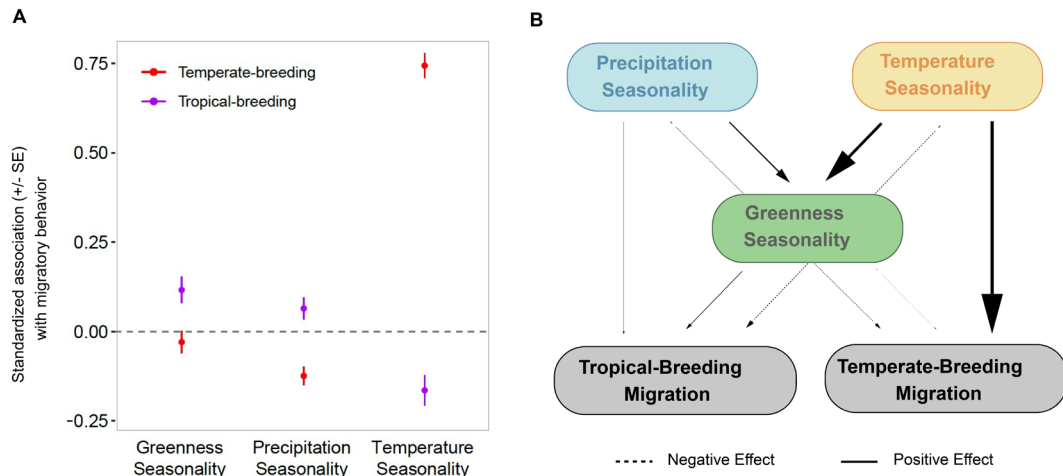 A
Standardized association (+/- SE)
with migratory behavior
0.75
0.50
0.25
0.00
−0.25
Temperate-breeding
Tropical-breeding
Greenness
Seasonality
Precipitation
Seasonality
Temperature
Seasonality
B
Precipitation
Seasonality
Temperature
Seasonality
Greenness
Seasonality
Tropical-Breeding
Migration
Temperate-Breeding
Migration
Negative Effect
Positive Effect